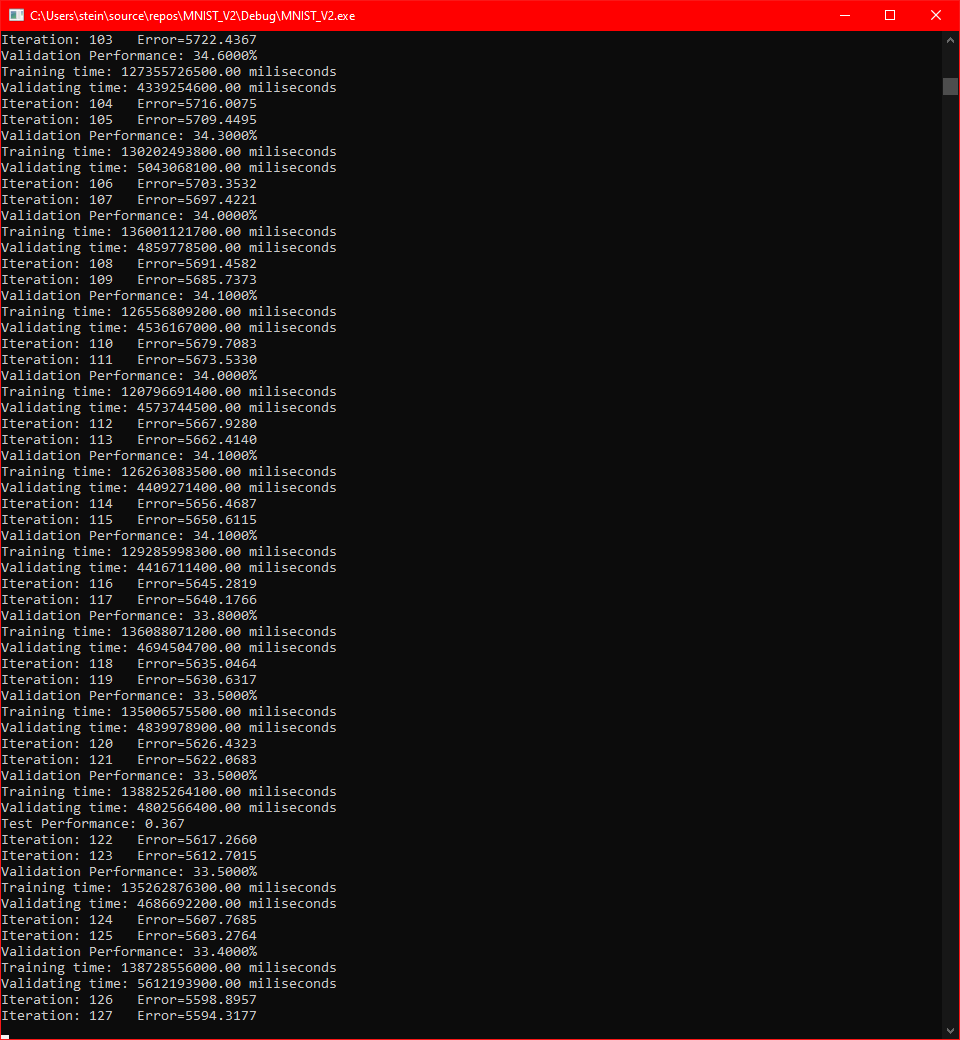 C:\Users\stein\source\repos\MNIST_V2\Debug\MNIST_V2.exe
Iteration: 103   Error=5722.4367
Validation Performance: 34.6000%
Training time: 127355726500.00 miliseconds
Validating time: 4339254600.00 miliseconds
Iteration: 104   Error=5716.0075
Iteration: 105   Error=5709.4495
Validation Performance: 34.3000%
Training time: 130202493800.00 miliseconds
Validating time: 5043068100.00 miliseconds
Iteration: 106   Error=5703.3532
Iteration: 107   Error=5697.4221
Validation Performance: 34.0000%
Training time: 136001121700.00 miliseconds
Validating time: 4859778500.00 miliseconds
Iteration: 108   Error=5691.4582
Iteration: 109   Error=5685.7373
Validation Performance: 34.1000%
Training time: 126556809200.00 miliseconds
Validating time: 4536167000.00 miliseconds
Iteration: 110   Error=5679.7083
Iteration: 111   Error=5673.5330
Validation Performance: 34.0000%
Training time: 120796691400.00 miliseconds
Validating time: 4573744500.00 miliseconds
Iteration: 112   Error=5667.9280
Iteration: 113   Error=5662.4140
Validation Performance: 34.1000%
Training time: 126263083500.00 miliseconds
Validating time: 4409271400.00 miliseconds
Iteration: 114   Error=5656.4687
Iteration: 115   Error=5650.6115
Validation Performance: 34.1000%
Training time: 129285998300.00 miliseconds
Validating time: 4416711400.00 miliseconds
Iteration: 116   Error=5645.2819
Iteration: 117   Error=5640.1766
Validation Performance: 33.8000%
Training time: 136088071200.00 miliseconds
Validating time: 4694504700.00 miliseconds
Iteration: 118   Error=5635.0464
Iteration: 119   Error=5630.6317
Validation Performance: 33.5000%
Training time: 135006575500.00 miliseconds
Validating time: 4839978900.00 miliseconds
Iteration: 120   Error=5626.4323
Iteration: 121   Error=5622.0683
Validation Performance: 33.5000%
Training time: 138825264100.00 miliseconds
Validating time: 4802566400.00 miliseconds
Test Performance: 0.367
Iteration: 122   Error=5617.2660
Iteration: 123   Error=5612.7015
Validation Performance: 33.5000%
Training time: 135262876300.00 miliseconds
Validating time: 4686692200.00 miliseconds
Iteration: 124   Error=5607.7685
Iteration: 125   Error=5603.2764
Validation Performance: 33.4000%
Training time: 138728556000.00 miliseconds
Validating time: 5612193900.00 miliseconds
Iteration: 126   Error=5598.8957
Iteration: 127   Error=5594.3177